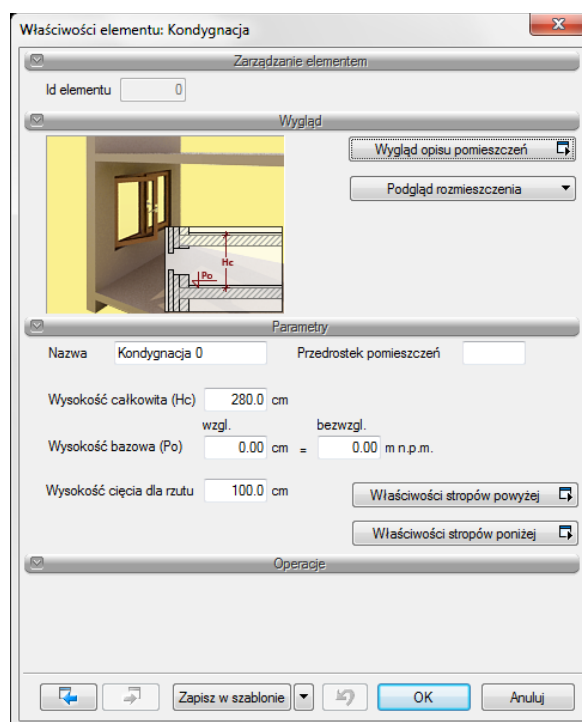 Właściwości elementu: Kondygnacja
Zarządzanie elementem
Id elementu 0
Wygląd
Wygląd opisu pomieszczeń
Podgląd rozmieszczenia
Hc
Po
Parametry
Nazwa Kondygnacja 0 Przedrostek pomieszczeń
Wysokość całkowita (Hc) 280.0 cm
wzgl. bezwzgl.
Wysokość bazowa (Po) 0.00 cm = 0.00 m n.p.m.
Wysokość cięcia dla rzutu 100.0 cm
Właściwości stropów powyżej
Właściwości stropów poniżej
Operacje
Zapisz w szablonie OK Anuluj